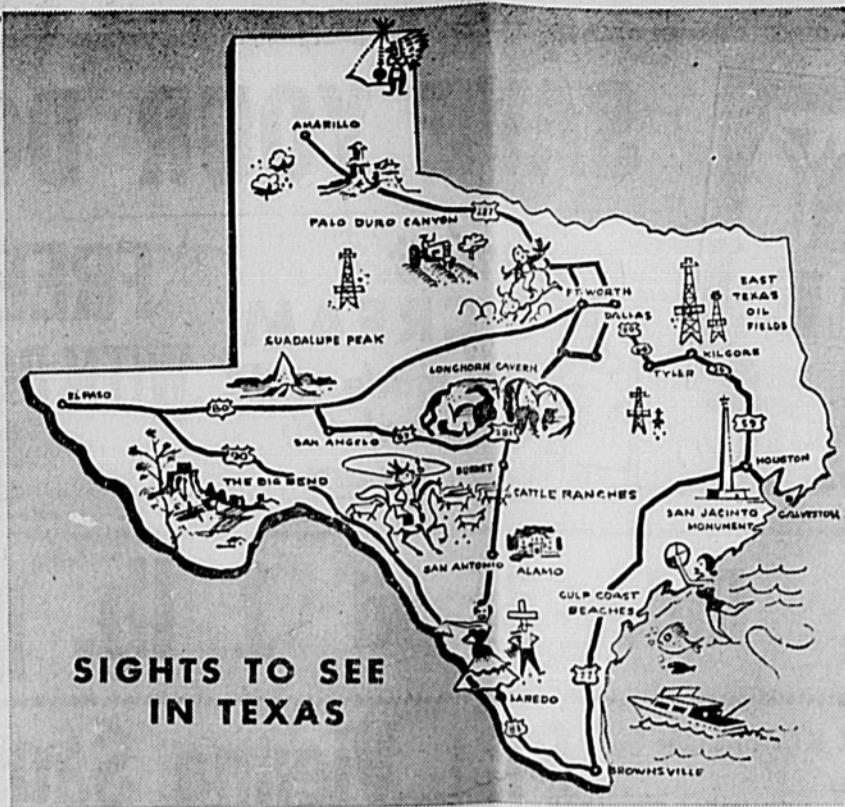 AMARILLO
PALO DURO CANYON
287
FT. WORTH
DALLAS
80
EAST
TEXAS
OIL
FIELDS
KILGORE
TYLER
GUADALUPE PEAK
LONGHORN CAVERN
EL PASO
80
SAN ANGELO
67
281
59
90
THE BIG BEND
BURNET
CATTLE RANCHES
HOUSTON
SAN JACINTO
MONUMENT
GALVESTON
SAN ANTONIO
ALAMO
GULF COAST
BEACHES
77
LAREDO
BROWNSVILLE
SIGHTS TO SEE
IN TEXAS